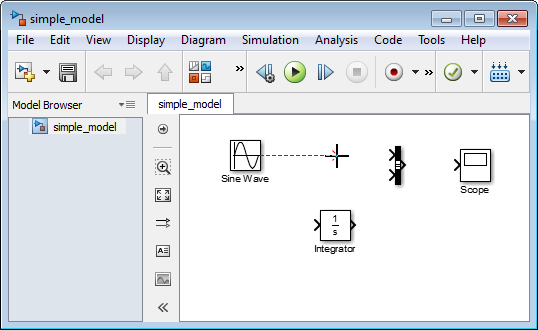 simple_model
File Edit View Display Diagram Simulation Analysis Code Tools Help
Model Browser
simple_model
simple_model
Sine Wave
Scope
1
s
Integrator